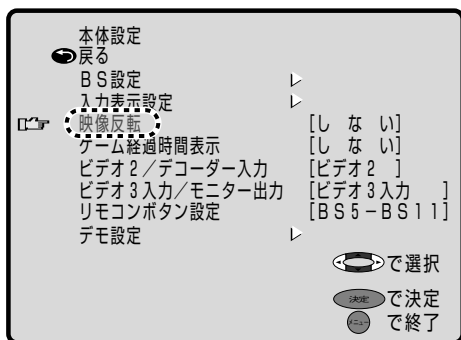 本体設定
戻る
ＢＳ設定
入力表示設定
映像反転 [し な い]
ゲーム経過時間表示 [し な い]
ビデオ２／デコーダー入力 [ビデオ２ ]
ビデオ３入力／モニター出力 [ビデオ３入力 ]
リモコンボタン設定 [ＢＳ５−ＢＳ１１]
デモ設定
で選択
決定 で決定
メニュー で終了